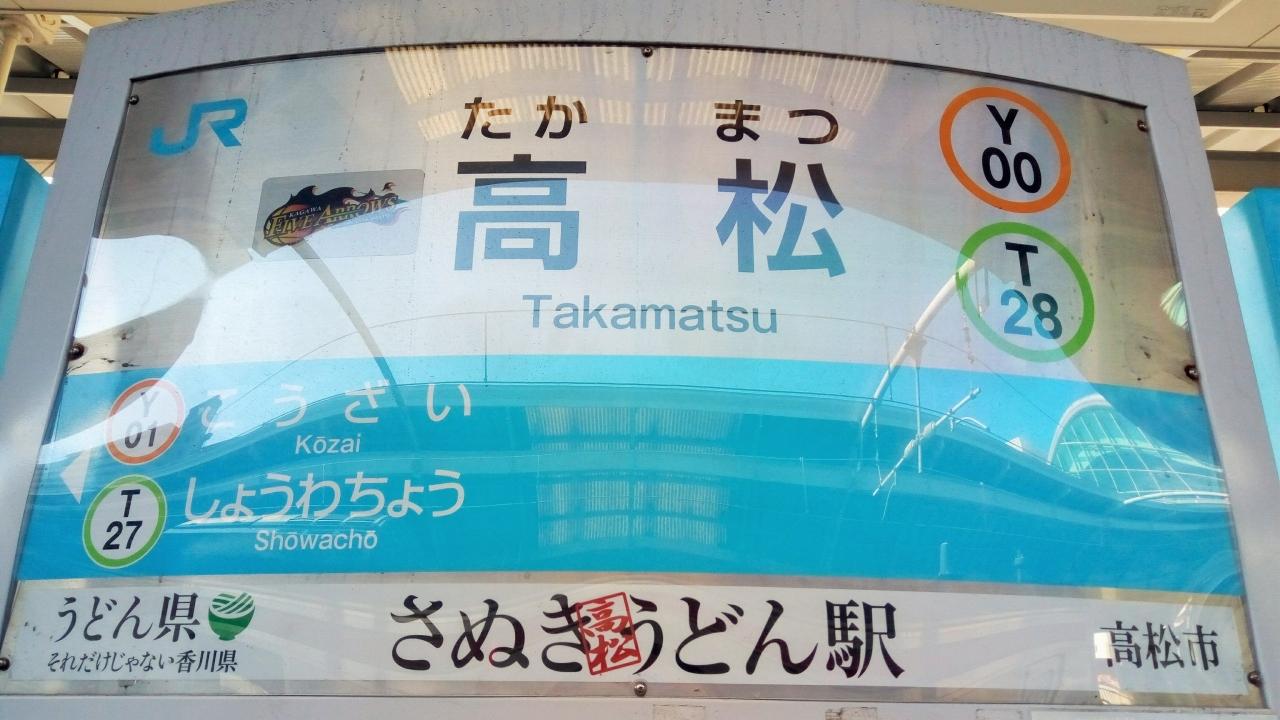 JR
たか まつ
高 松
Takamatsu
Y
00
T
28
KAGAWA
FIVE ARROWS
Y
01
こうざい
Kōzai
T
27
しょうわちょう
Shōwachō
うどん県
それだけじゃない香川県
さぬき高松うどん駅
高松市